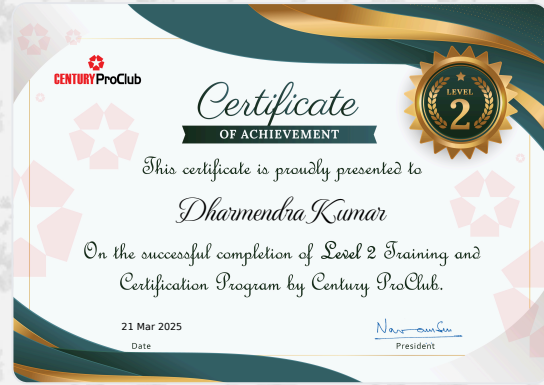 CENTURY ProClub
LEVEL
2
Certificate
OF ACHIEVEMENT
This certificate is proudly presented to
Dharmendra Kumar
On the successful completion of Level 2 Training and
Certification Program by Century ProClub.
21 Mar 2025
Date
President